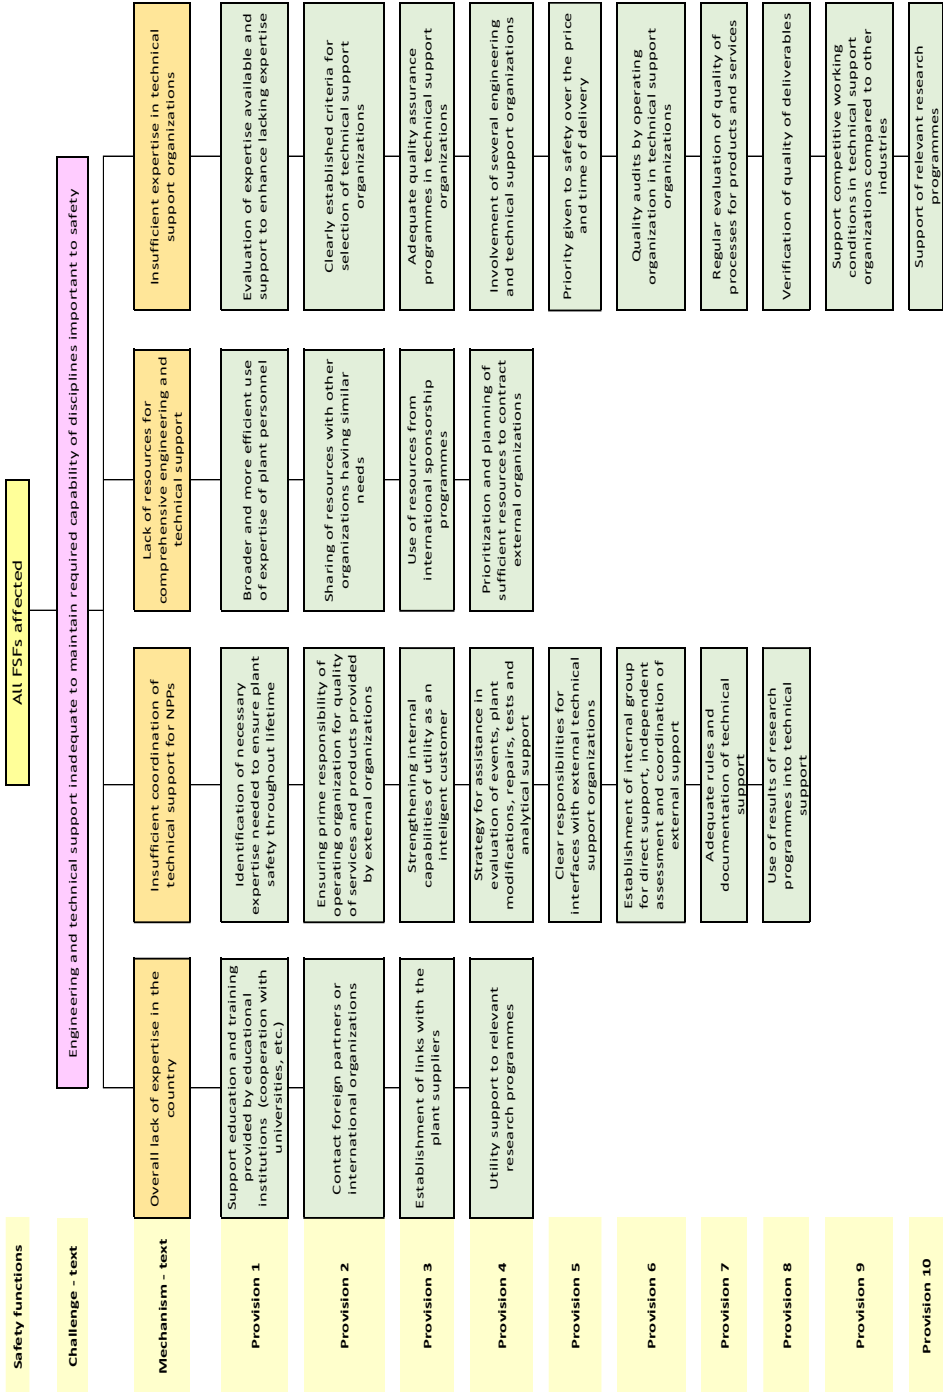 Safety functions
All FSFs affected
Challenge - text
Engineering and technical support inadequate to maintain required capability of disciplines important to safety
Mechanism - text
Overall lack of expertise in the
country
Insufficient coordination of
technical support for NPPs
Lack of resources for
comprehensive engineering and
technical support
Insufficient expertise in technical
support organizations
Provision 1
Support education and training
provided by educational
institutions (cooperation with
universities, etc.)
Identification of necessary
expertise needed to ensure plant
safety throughout lifetime
Broader and more efficient use
of expertise of plant personnel
Evaluation of expertise available and
support to enhance lacking expertise
Provision 2
Contact foreign partners or
international organizations
Ensuring prime responsibility of
operating organization for quality
of services and products provided
by external organizations
Sharing of resources with other
organizations having similar
needs
Clearly established criteria for
selection of technical support
organizations
Provision 3
Establishment of links with the
plant suppliers
Strengthening internal
capabilities of utility as an
inteligent customer
Use of resources from
international sponsorship
programmes
Adequate quality assurance
programmes in technical support
organizations
Provision 4
Utility support to relevant
research programmes
Strategy for assistance in
evaluation of events, plant
modifications, repairs, tests and
analytical support
Prioritization and planning of
sufficient resources to contract
external organizations
Involvement of several engineering
and technical support organizations
Provision 5
Clear responsibilities for
interfaces with external technical
support organizations
Priority given to safety over the price
and time of delivery
Provision 6
Establishment of internal group
for direct support, independent
assessment and coordination of
external support
Quality audits by operating
organization in technical support
organizations
Provision 7
Adequate rules and
documentation of technical
support
Regular evaluation of quality of
processes for products and services
Provision 8
Use of results of research
programmes into technical
support
Verification of quality of deliverables
Provision 9
Support competitive working
conditions in technical support
organizations compared to other
industries
Provision 10
Support of relevant research
programmes